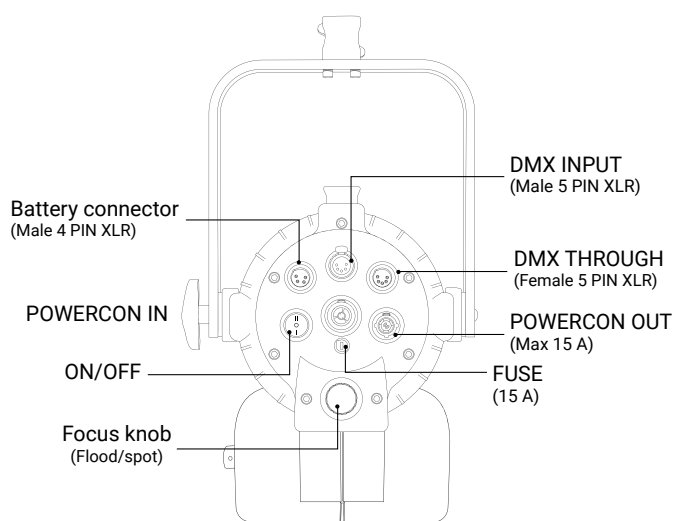 DMX INPUT
(Male 5 PIN XLR)
Battery connector
(Male 4 PIN XLR)
DMX THROUGH
(Female 5 PIN XLR)
POWERCON IN
POWERCON OUT
(Max 15 A)
ON/OFF
FUSE
(15 A)
Focus knob
(Flood/spot)
II
O
I